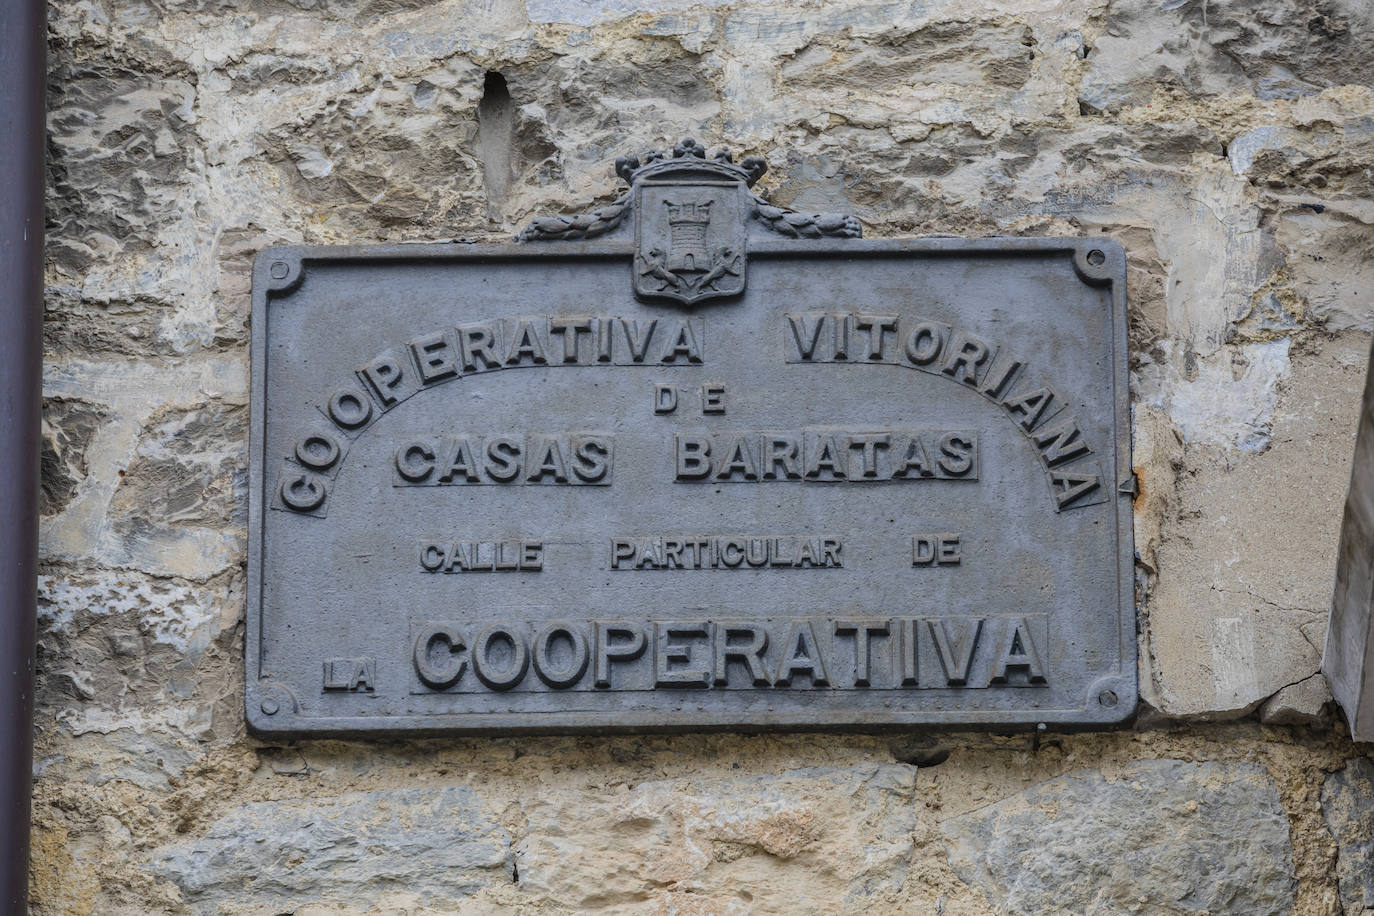 COOPERATIVA VITORIANA
DE
CASAS BARATAS
CALLE PARTICULAR DE
LA COOPERATIVA